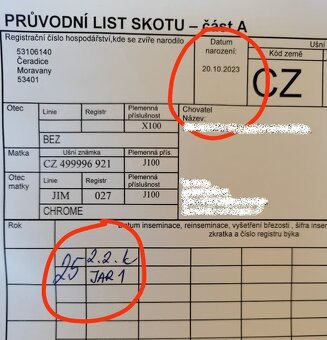 PRŮVODNÍ LIST SKOTU – část A
Registrační číslo hospodářství,kde se zvíře narodilo
53106140
Čeradice
Moravany
53401
Datum
narození:
20.10.2023
Ušní
Kód země
CZ
Otec
Linie
Registr
Plemenná
příslušnost
X100
BEZ
Chovatel
Název:
Matka
Ušní známka
Plemenná přís.
CZ 499996 921
J100
Otec
matky
Linie
Registr
Plemenná
příslušnost
JIM
027
J100
CHROME
Rok
Datum inseminace, reinseminace, vyšetření březosti , šifra insem
zkratka a číslo registru býka
25
2.2. k
JAR 1